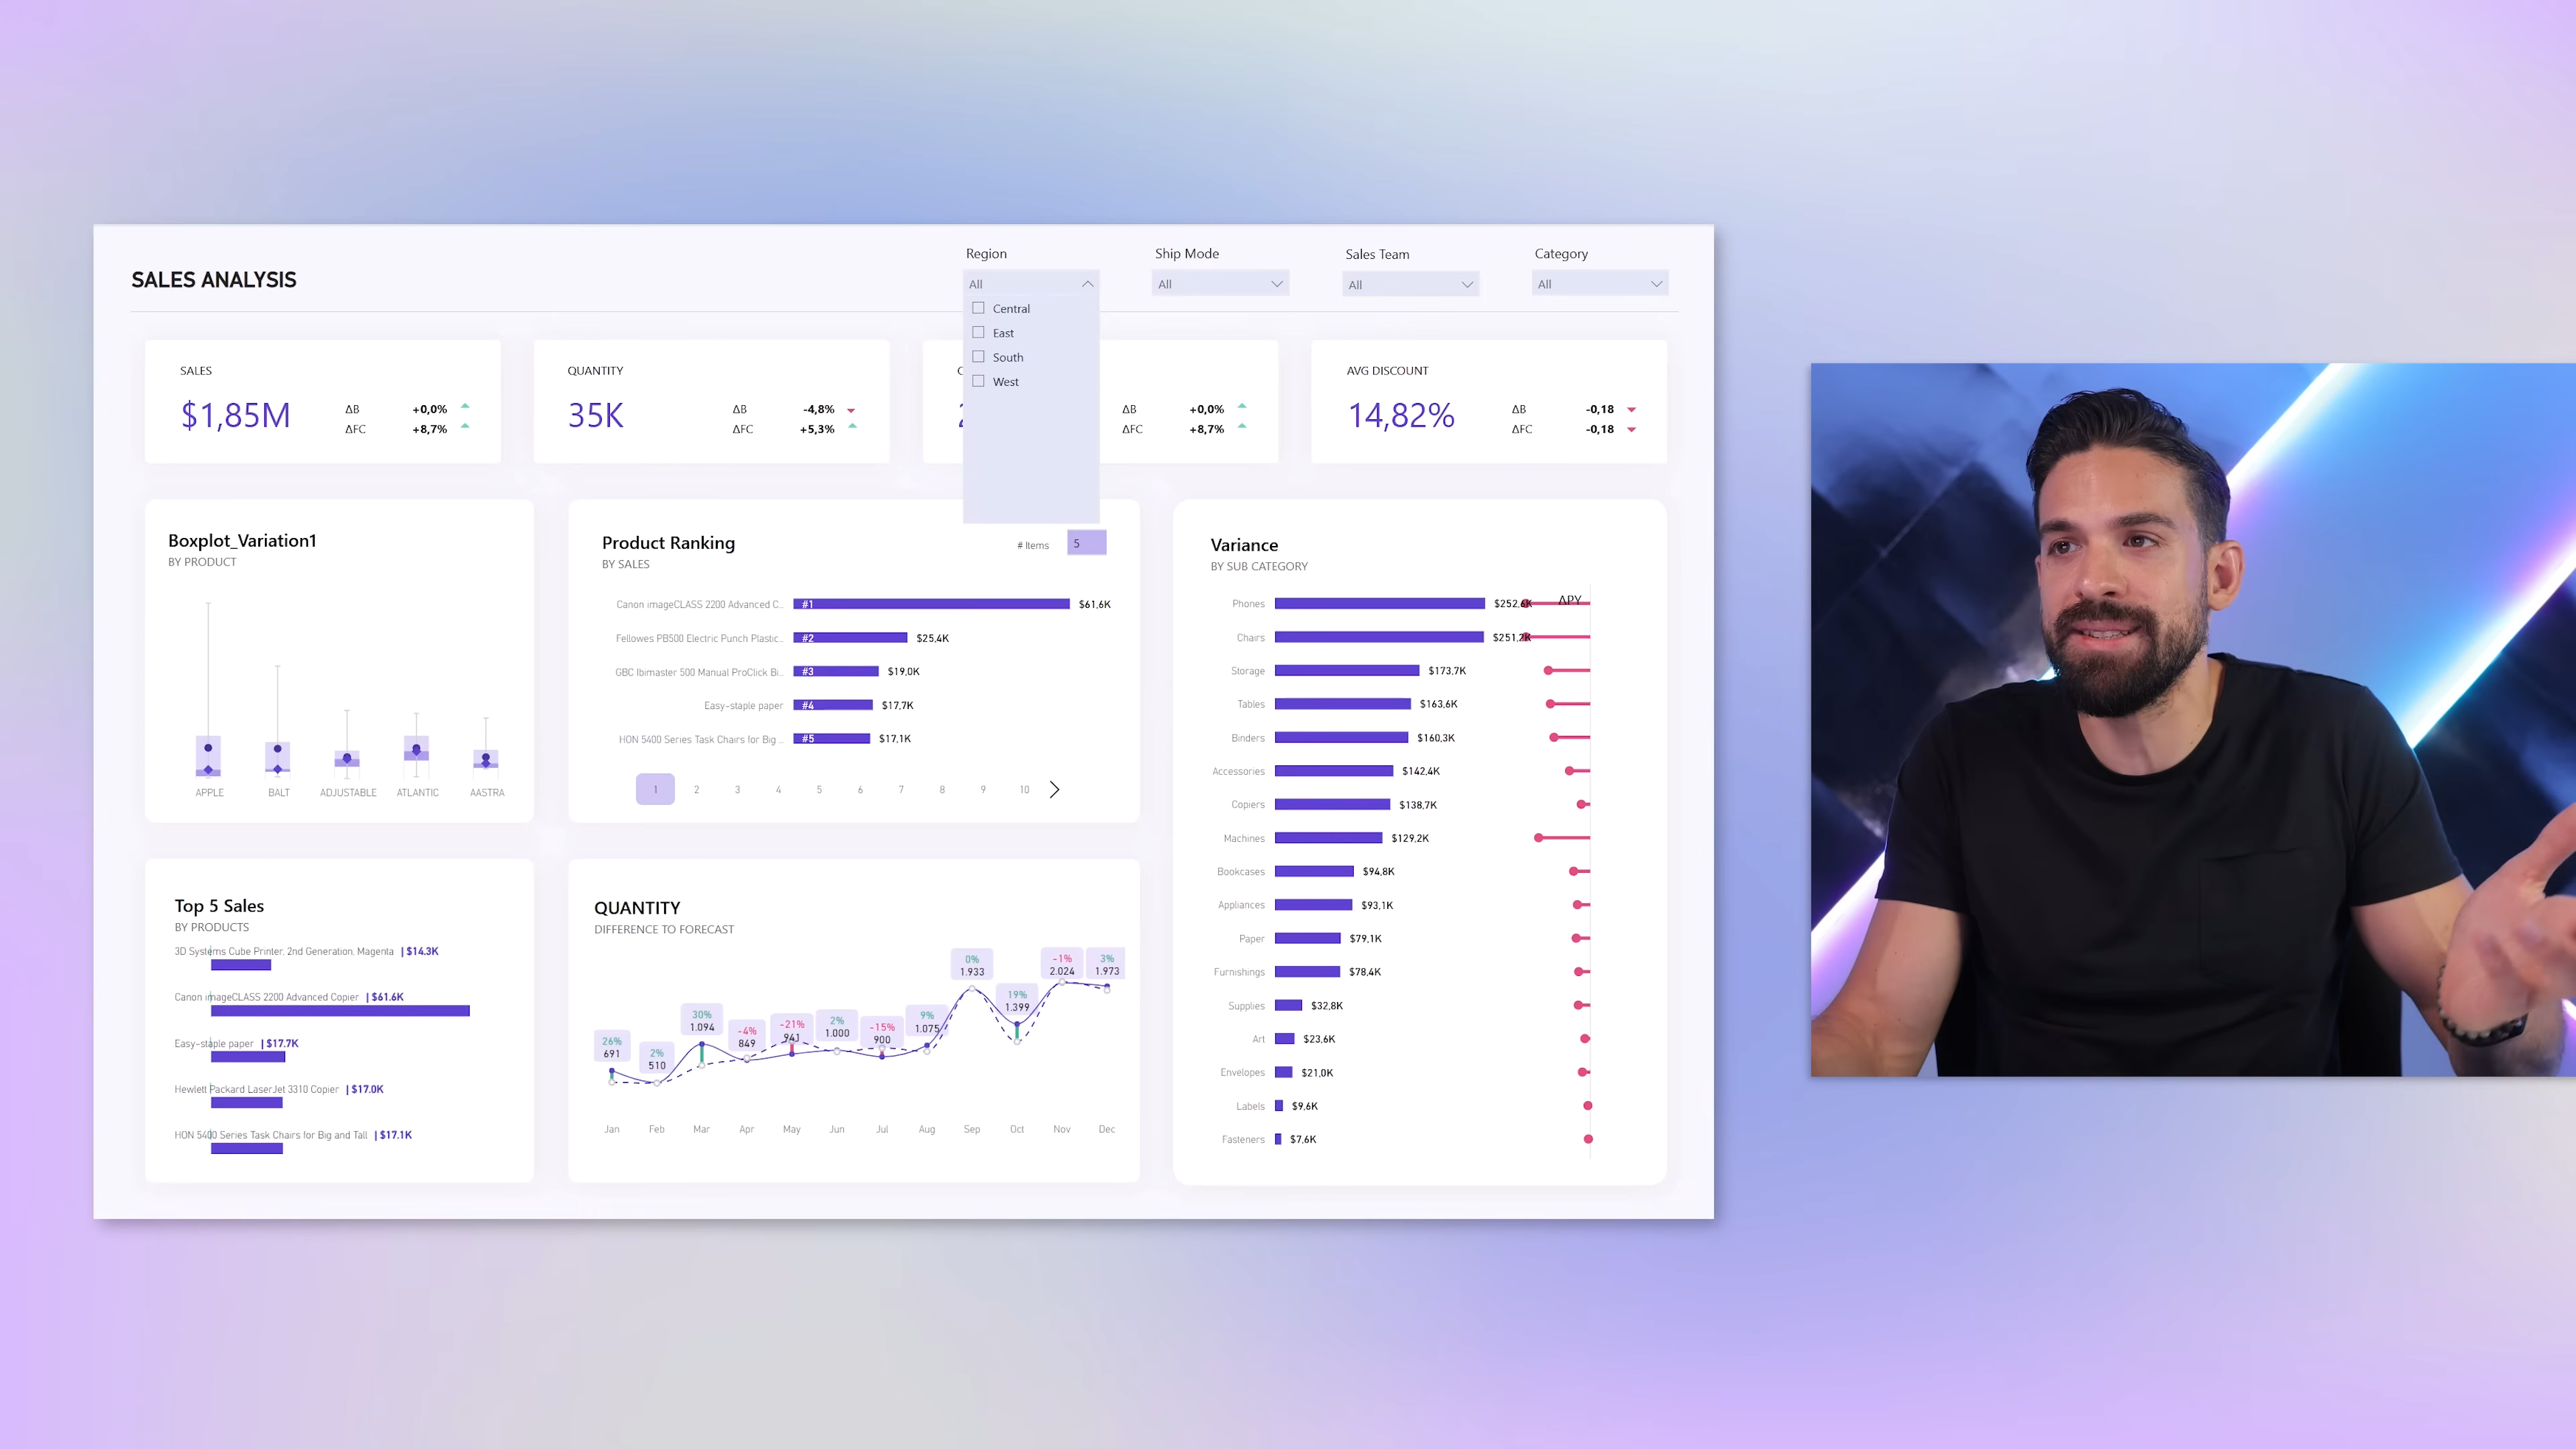 SALES ANALYSIS
Region
Ship Mode
Sales Team
Category
All
All
All
All
Central
East
South
West
SALES
$1,85M
ΔB +0,0%
ΔFC +8,7%
QUANTITY
35K
ΔB -4,8%
ΔFC +5,3%
ΔB +0,0%
ΔFC +8,7%
AVG DISCOUNT
14,82%
ΔB -0,18
ΔFC -0,18
Boxplot_Variation1
BY PRODUCT
APPLE BALT ADJUSTABLE ATLANTIC AASTRA
Product Ranking
BY SALES
# Items 5
Canon imageCLASS 2200 Advanced C... #1 $61,6K
Fellowes PB500 Electric Punch Plastic... #2 $25,4K
GBC Ibimaster 500 Manual ProClick Bi... #3 $19,0K
Easy-staple paper #4 $17,7K
HON 5400 Series Task Chairs for Big ... #5 $17,1K
1 2 3 4 5 6 7 8 9 10
Variance
BY SUB CATEGORY
ΔPY
Phones $252,6K
Chairs $251,2K
Storage $173,7K
Tables $163,6K
Binders $160,3K
Accessories $142,4K
Copiers $138,7K
Machines $129,2K
Bookcases $94,8K
Appliances $93,1K
Paper $79,1K
Furnishings $78,4K
Supplies $32,8K
Art $23,6K
Envelopes $21,0K
Labels $9,6K
Fasteners $7,6K
Top 5 Sales
BY PRODUCTS
3D Systems Cube Printer, 2nd Generation, Magenta | $14.3K
Canon imageCLASS 2200 Advanced Copier | $61.6K
Easy-staple paper | $17.7K
Hewlett Packard LaserJet 3310 Copier | $17.0K
HON 5400 Series Task Chairs for Big and Tall | $17.1K
QUANTITY
DIFFERENCE TO FORECAST
26%
691
2%
510
30%
1.094
-4%
849
-21%
941
2%
1.000
-15%
900
9%
1.075
0%
1.933
19%
1.399
-1%
2.024
3%
1.973
Jan Feb Mar Apr May Jun Jul Aug Sep Oct Nov Dec